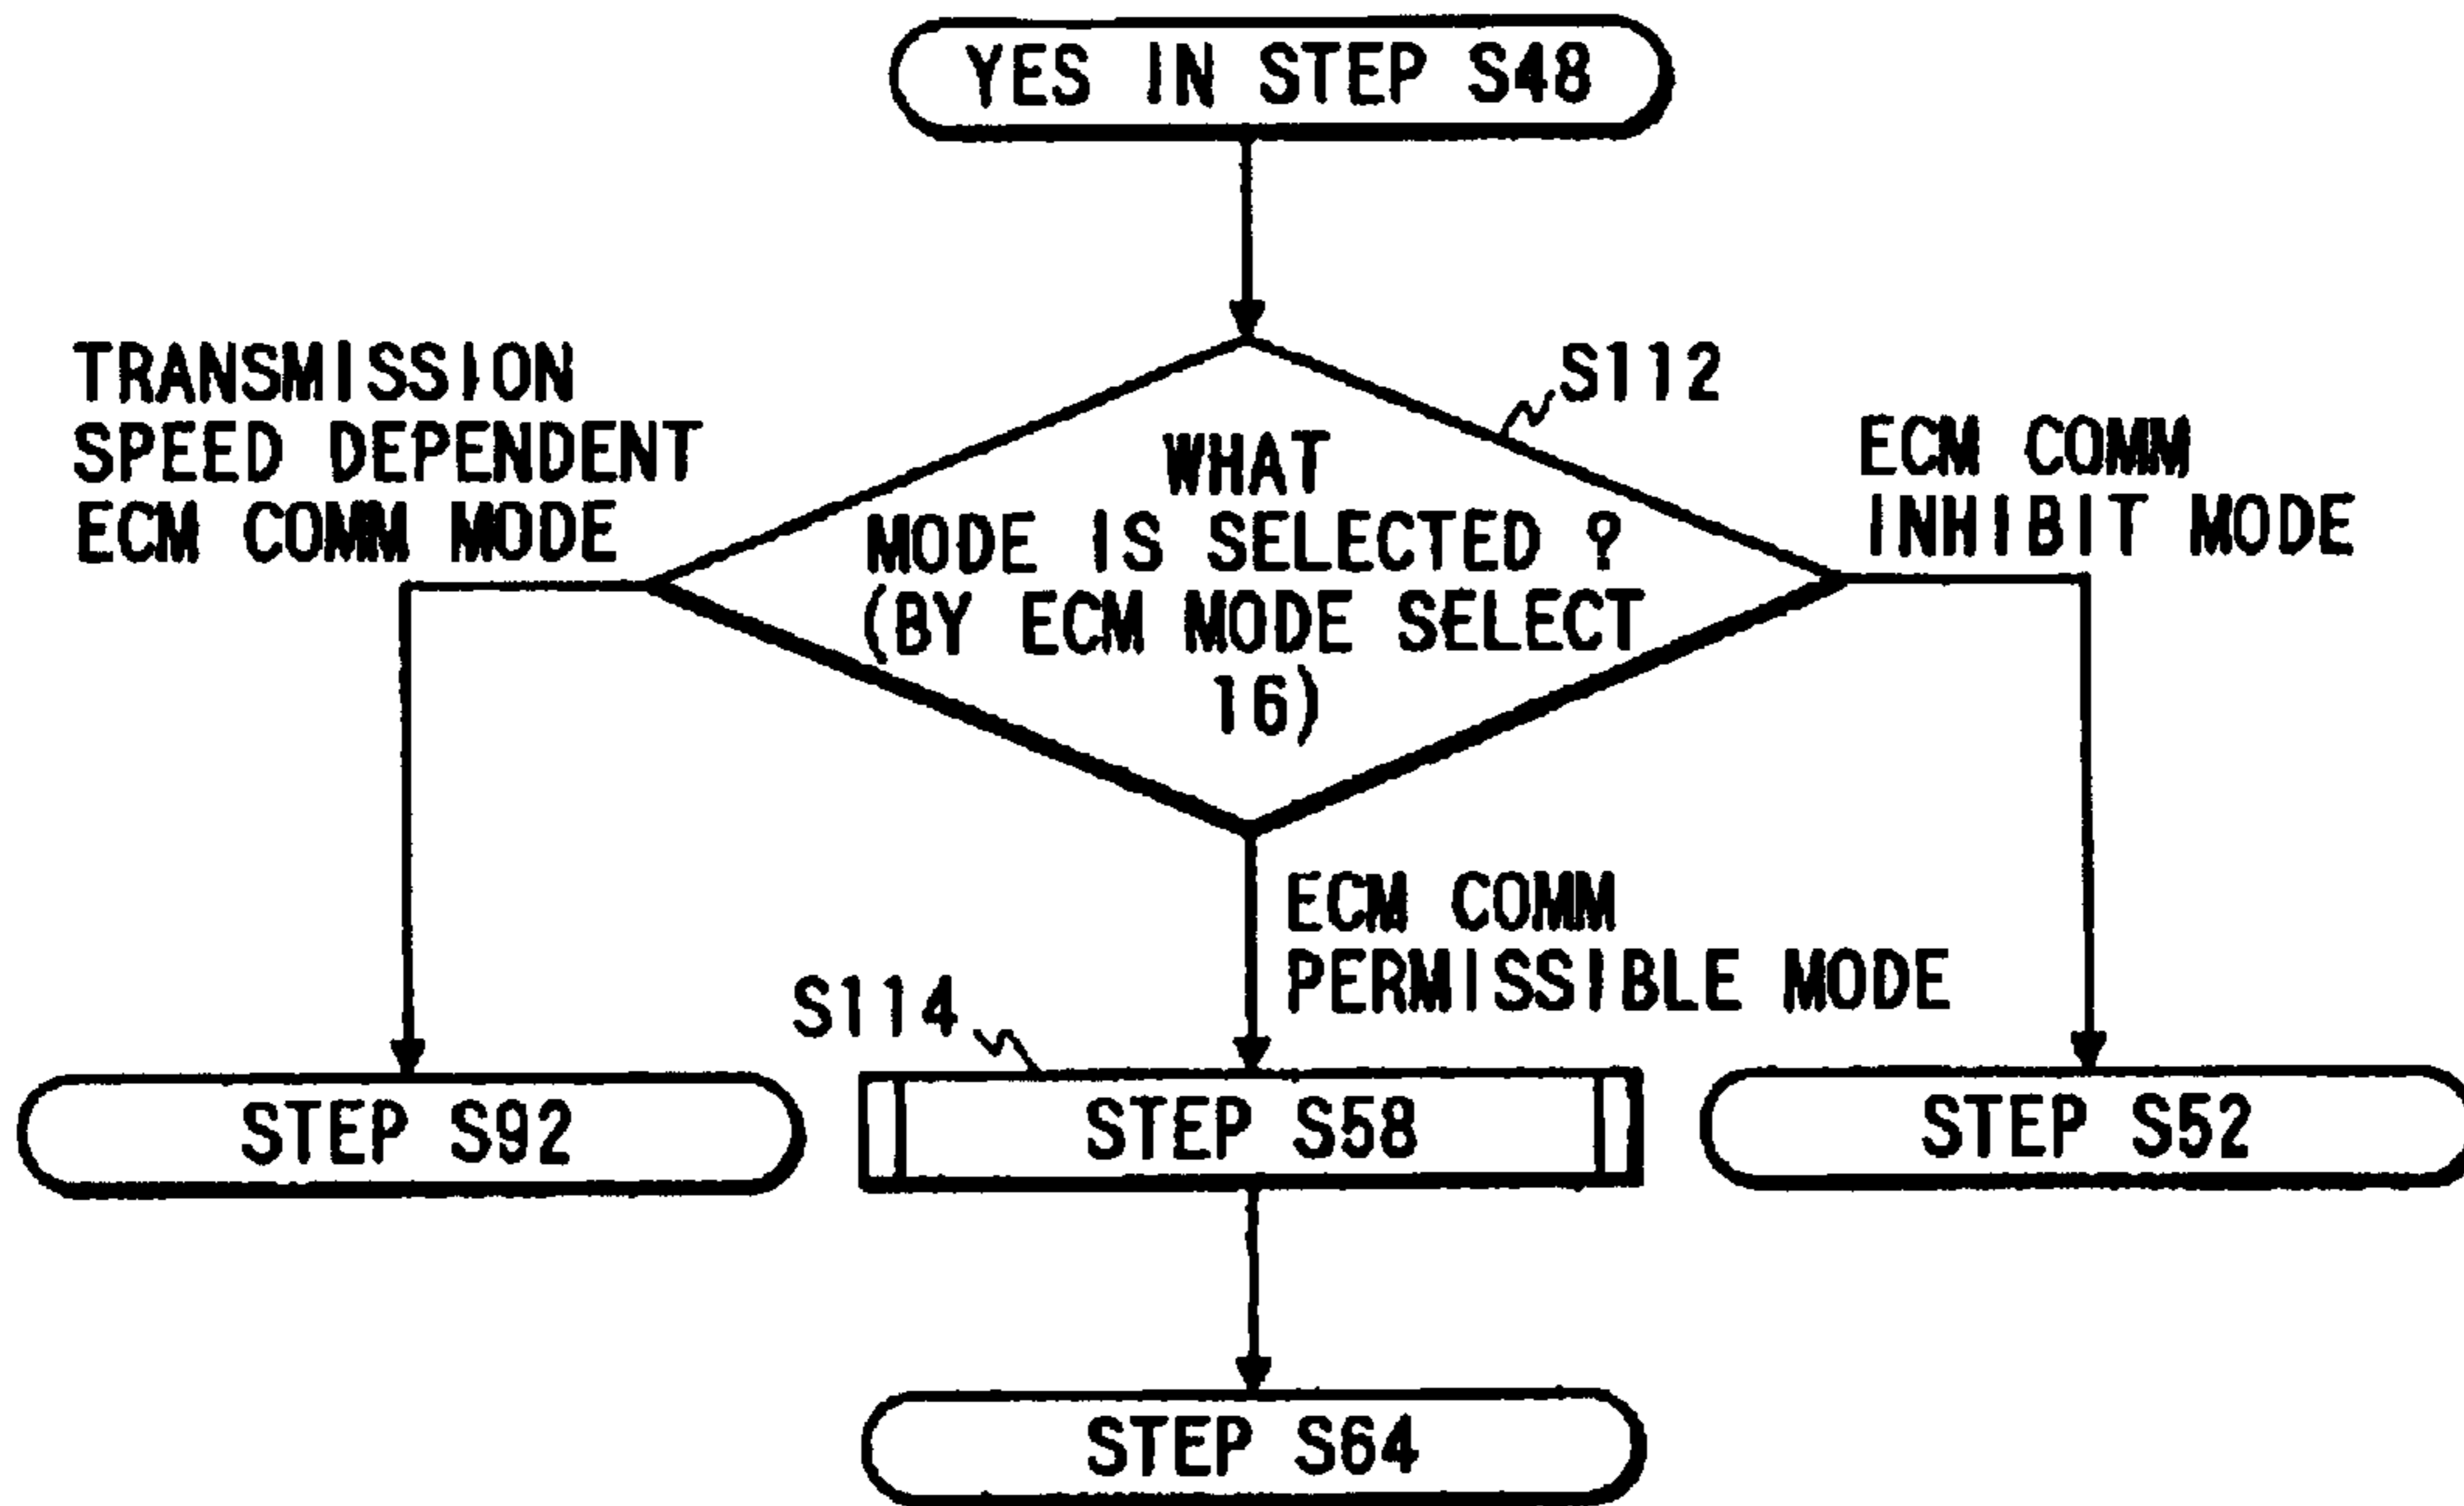 YES IN STEP S48
S112
TRANSMISSION
SPEED DEPENDENT
ECM COMM MODE
WHAT
MODE IS SELECTED ?
(BY ECM MODE SELECT
16)
ECM COMM
INHIBIT MODE
ECM COMM
PERMISSIBLE MODE
S114
STEP S92
STEP S58
STEP S52
STEP S64